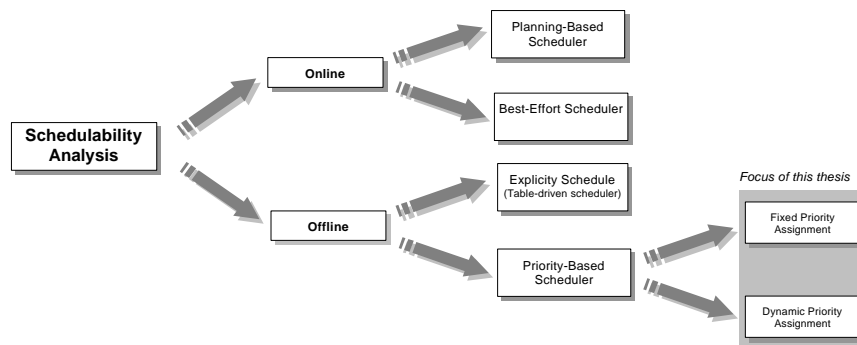 Planning-Based
Scheduler
Online
Best-Effort Scheduler
Schedulability
Analysis
Explicity Schedule
(Table-driven scheduler)
Focus of this thesis
Offline
Fixed Priority
Assignment
Priority-Based
Scheduler
Dynamic Priority
Assignment